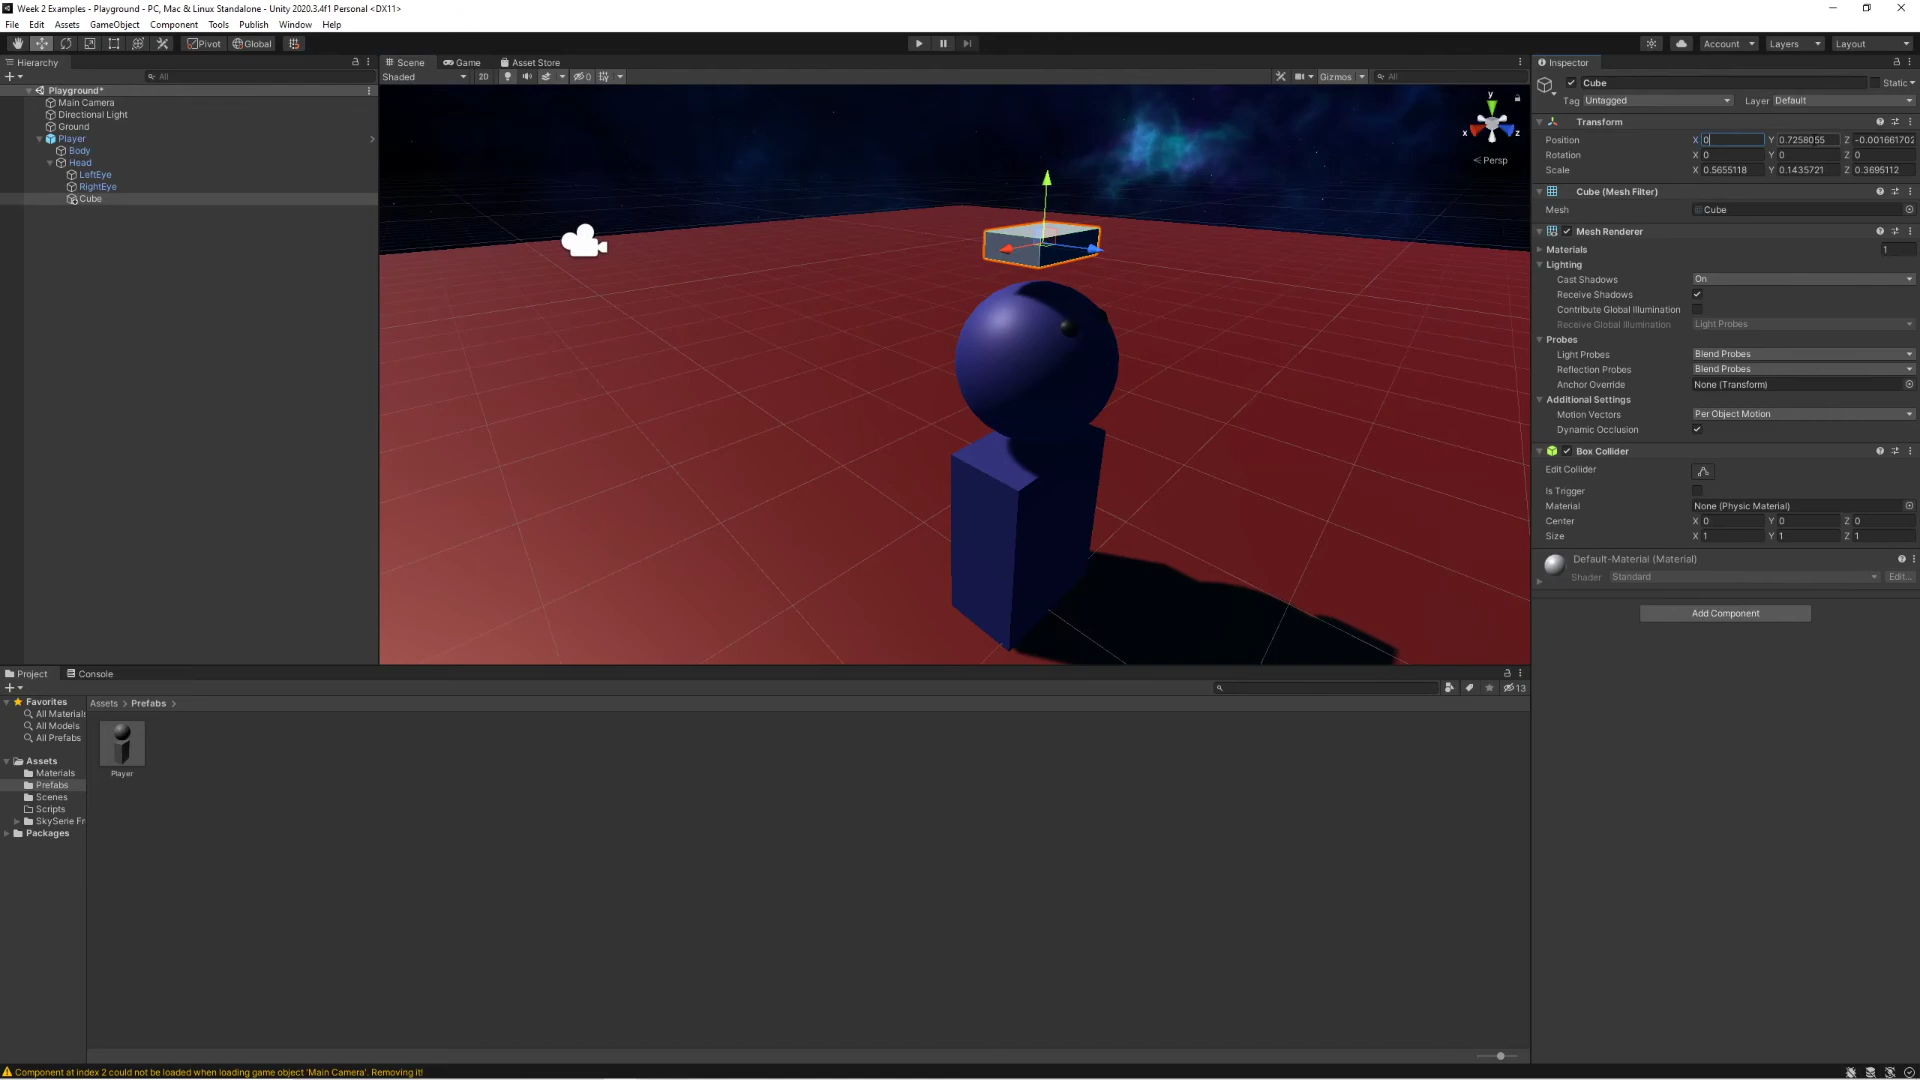 Week 2 Examples - Playground - PC, Mac & Linux Standalone - Unity 2020.3.4f1 Personal <DX11>
File Edit Assets GameObject Component Tools Publish Window Help
Pivot Global Account Layers Layout
Hierarchy
All
Playground*
Main Camera
Directional Light
Ground
Player
Body
Head
LeftEye
RightEye
Cube
Scene Game Asset Store
Shaded 2D 0 Gizmos All
y
x z
Persp
Inspector
Cube Static
Tag Untagged Layer Default
Transform
Position X 0 Y 0.7258055 Z -0.001661702
Rotation X 0 Y 0 Z 0
Scale X 0.5655118 Y 0.1435721 Z 0.3695112
Cube (Mesh Filter)
Mesh Cube
Mesh Renderer
Materials 1
Lighting
Cast Shadows On
Receive Shadows
Contribute Global Illumination
Receive Global Illumination Light Probes
Probes
Light Probes Blend Probes
Reflection Probes Blend Probes
Anchor Override None (Transform)
Additional Settings
Motion Vectors Per Object Motion
Dynamic Occlusion
Box Collider
Edit Collider
Is Trigger
Material None (Physic Material)
Center X 0 Y 0 Z 0
Size X 1 Y 1 Z 1
Default-Material (Material)
Shader Standard Edit...
Add Component
Project Console
13
Favorites
All Materials
All Models
All Prefabs
Assets
Materials
Prefabs
Scenes
Scripts
SkySerie Fr
Packages
Assets > Prefabs >
Player
Component at index 2 could not be loaded when loading game object 'Main Camera'. Removing it!